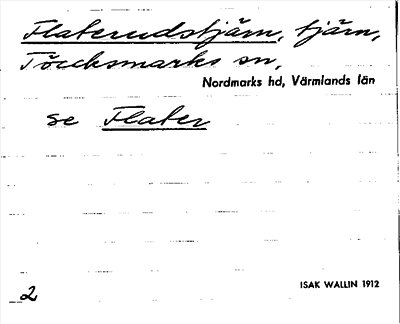 Flaterudstjärn, tjärn,
Töcksmarks sn,
Nordmarks hd, Värmlands län
se Flater
2
ISAK WALLIN 1912